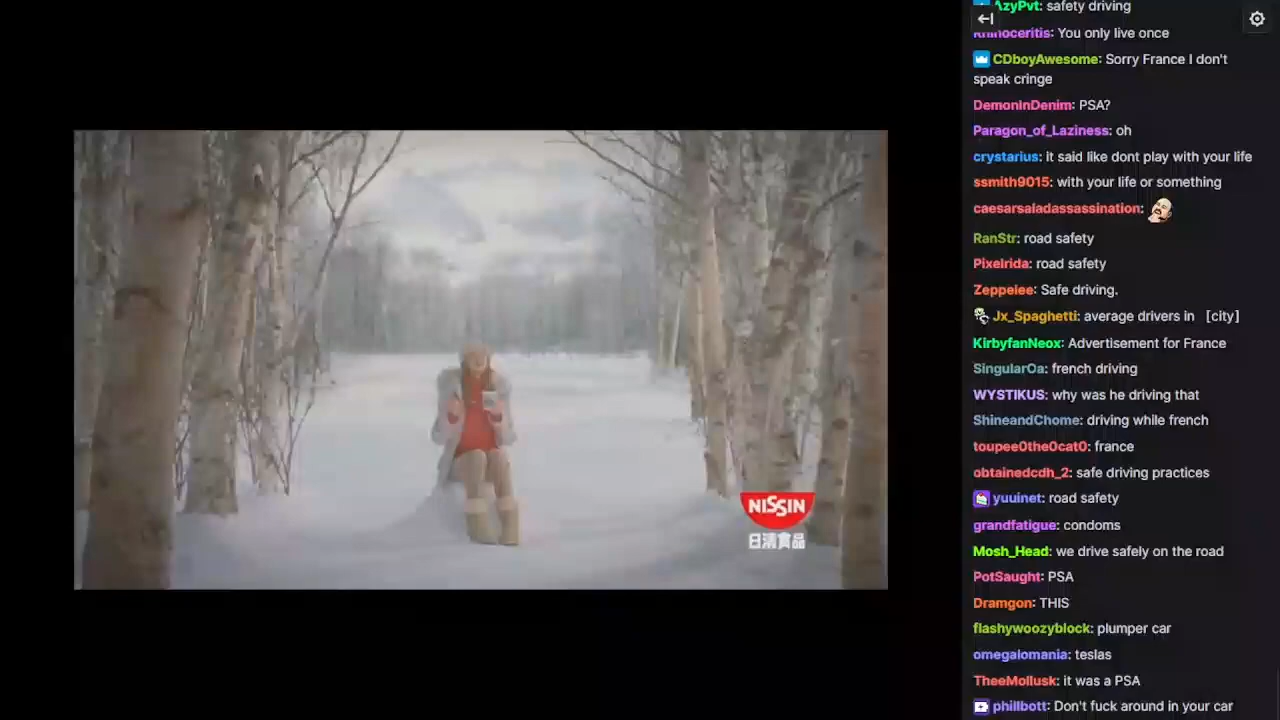 NISSIN
日清食品
AzyPvt: safety driving
Rhinoceritis: You only live once
CDboyAwesome: Sorry France I don't
speak cringe
DemonInDenim: PSA?
Paragon_of_Laziness: oh
crystarius: it said like dont play with your life
ssmith9015: with your life or something
caesarsaladassassination:
RanStr: road safety
Pixelrida: road safety
Zeppelee: Safe driving.
Jx_Spaghetti: average drivers in [city]
KirbyfanNeox: Advertisement for France
SingularOa: french driving
WYSTIKUS: why was he driving that
ShineandChome: driving while french
toupee0the0cat0: france
obtainedcdh_2: safe driving practices
yuuinet: road safety
grandfatigue: condoms
Mosh_Head: we drive safely on the road
PotSaught: PSA
Dramgon: THIS
flashywoozyblock: plumper car
omegalomania: teslas
TheeMollusk: it was a PSA
phillbott: Don't fuck around in your car